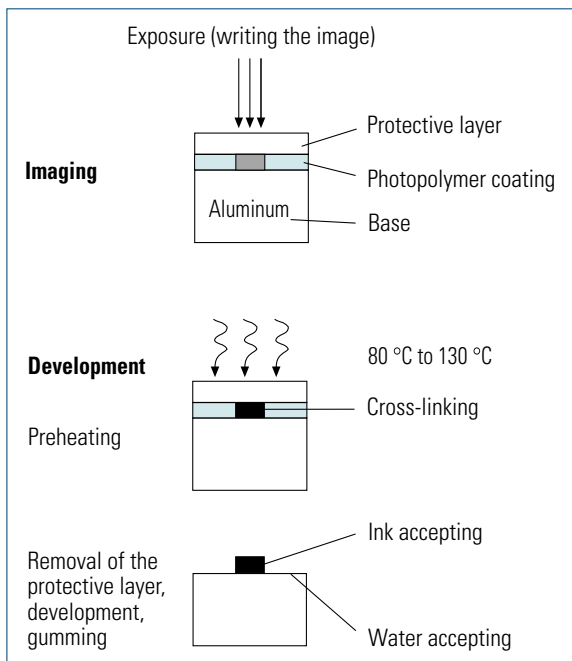 Exposure (writing the image)
Protective layer
Imaging
Photopolymer coating
Aluminum
Base
Development
80 °C to 130 °C
Cross-linking
Preheating
Ink accepting
Removal of the
protective layer,
development,
gumming
Water accepting